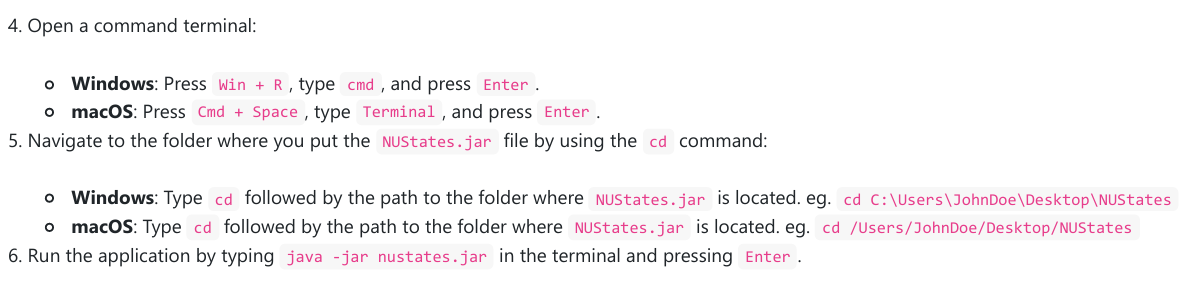 4. Open a command terminal:
Windows: Press Win + R , type cmd , and press Enter .
macOS: Press Cmd + Space , type Terminal , and press Enter .
5. Navigate to the folder where you put the NUStates.jar file by using the cd command:
Windows: Type cd followed by the path to the folder where NUStates.jar is located. eg. cd C:\Users\JohnDoe\Desktop\NUStates
macOS: Type cd followed by the path to the folder where NUStates.jar is located. eg. cd /Users/JohnDoe/Desktop/NUStates
6. Run the application by typing java -jar nustates.jar in the terminal and pressing Enter .